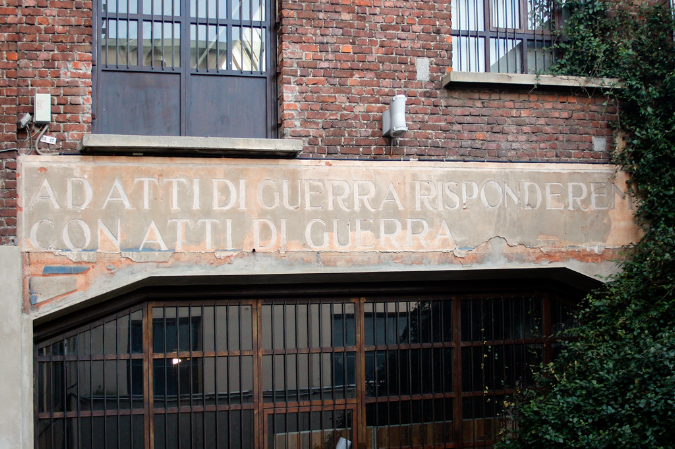 AD ATTI DI GUERRA RISPONDEREM
CON ATTI DI GUERRA